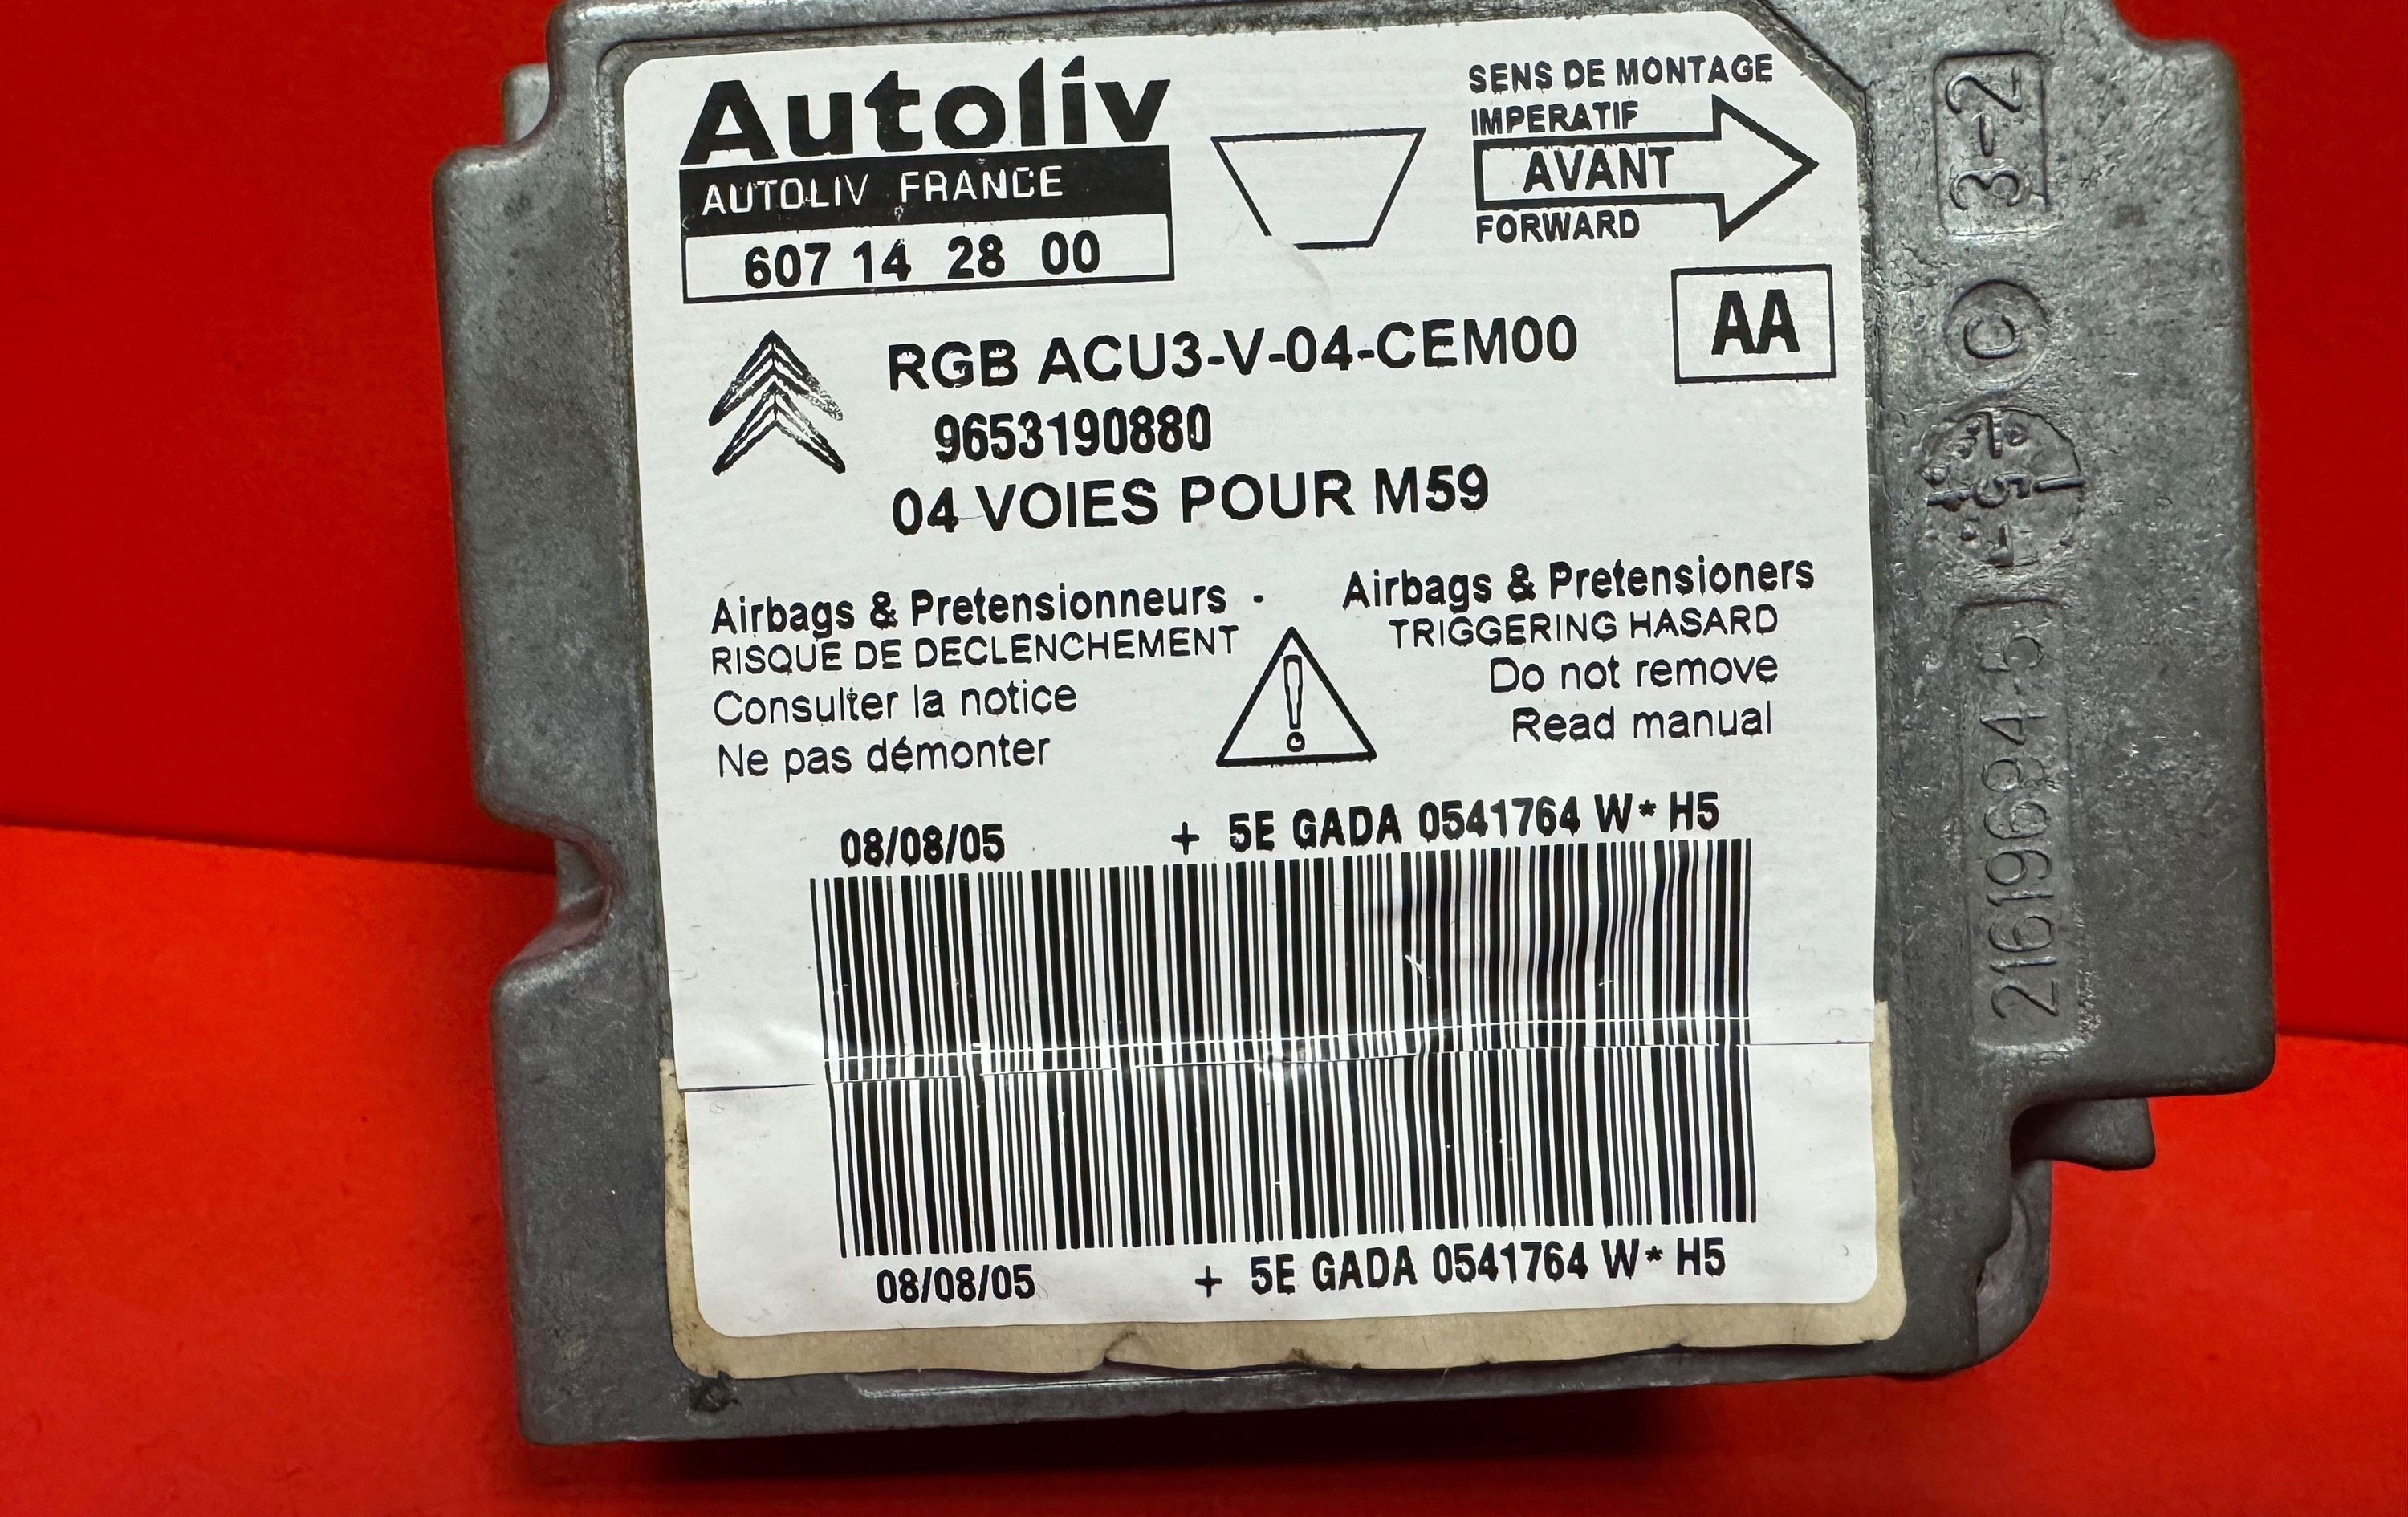 Autoliv
AUTOLIV FRANCE
607 14 28 00
SENS DE MONTAGE
IMPERATIF
AVANT
FORWARD
AA
RGB ACU3-V-04-CEM00
9653190880
04 VOIES POUR M59
Airbags & Pretensionneurs -
RISQUE DE DECLENCHEMENT
Consulter la notice
Ne pas démonter
Airbags & Pretensioners
TRIGGERING HASARD
Do not remove
Read manual
08/08/05 + 5E GADA 0541764 W* H5
08/08/05 + 5E GADA 0541764 W* H5
3-2
C
21619684-5